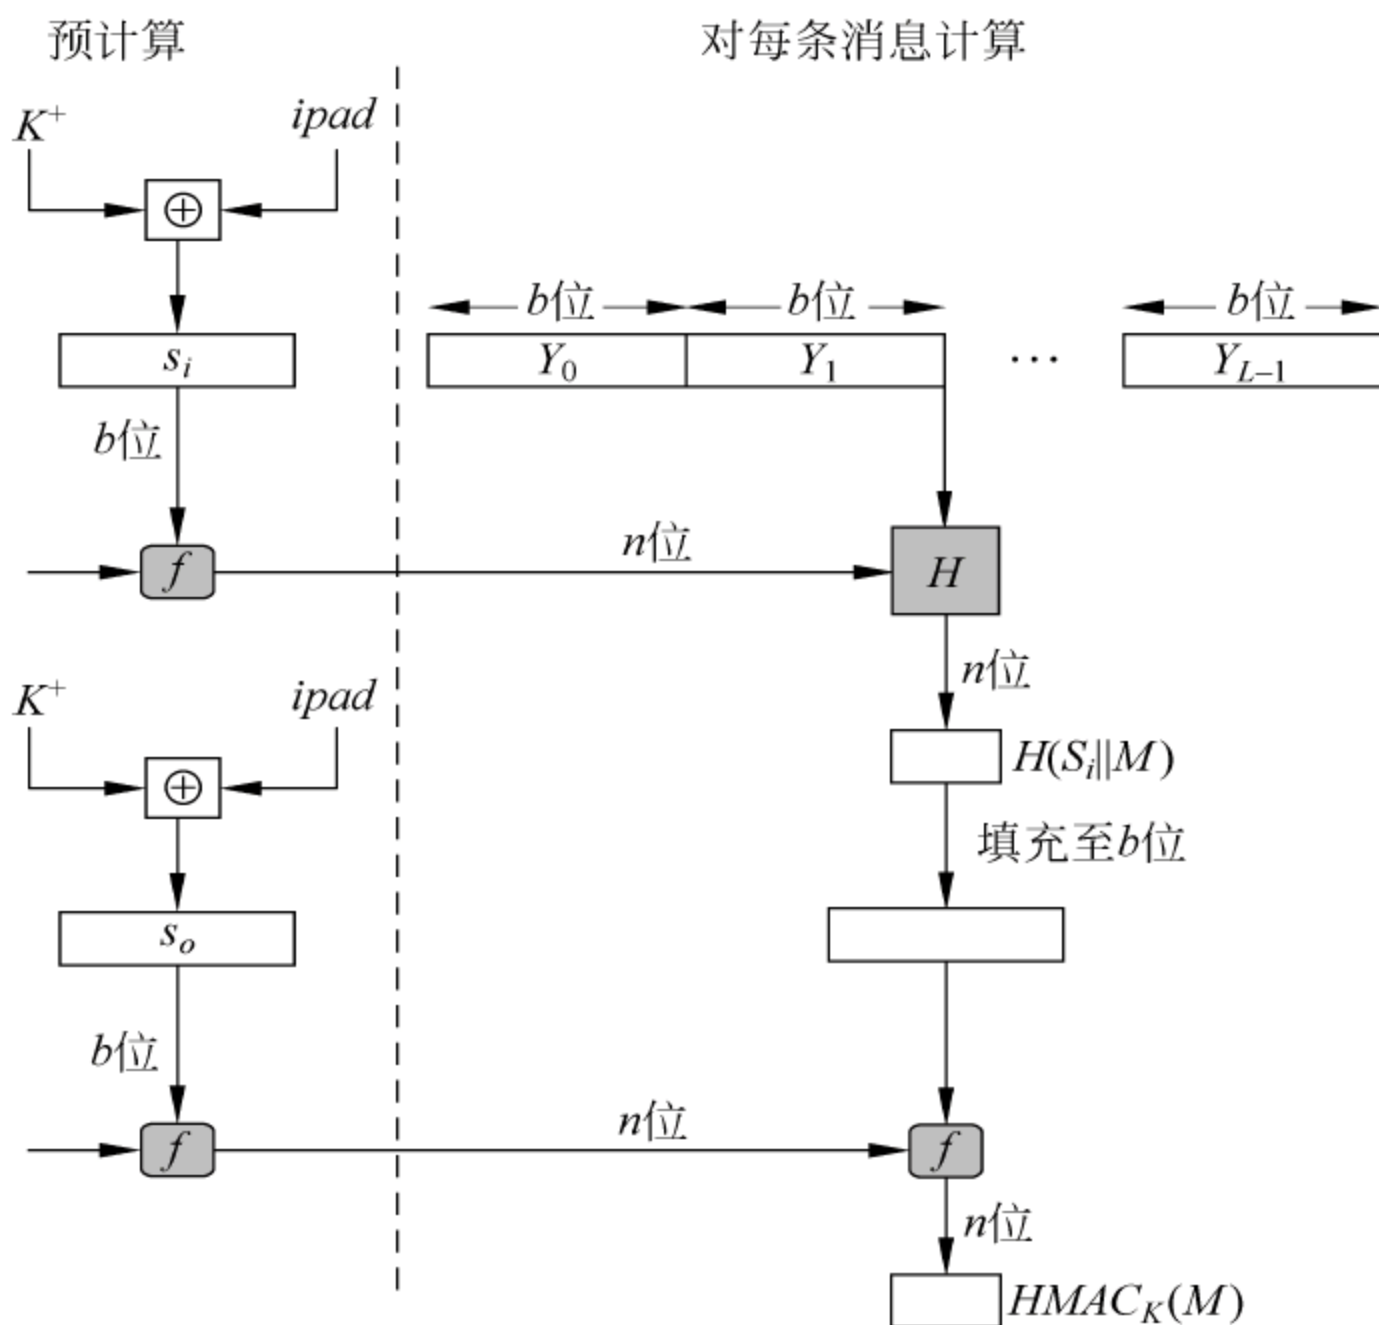 预计算
对每条消息计算
K⁺
ipad
⊕
b位
b位
b位
sᵢ
Y₀
Y₁
…
Y_{L−1}
b位
n位
f
H
n位
K⁺
ipad
H(Sᵢ||M)
⊕
填充至b位
sₒ
b位
n位
f
f
n位
HMAC_K(M)